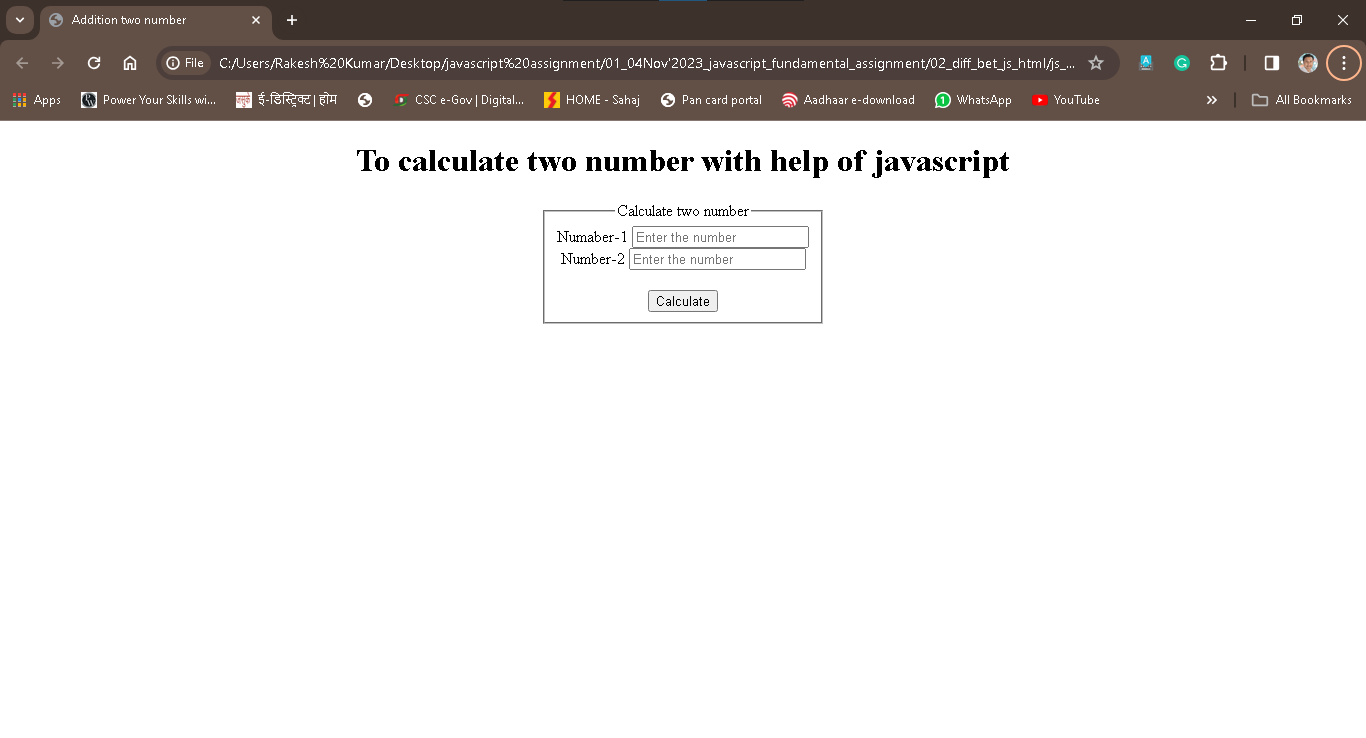 Addition two number
File C:/Users/Rakesh%20Kumar/Desktop/javascript%20assignment/01_04Nov'2023_javascript_fundamental_assignment/02_diff_bet_js_html/js_...
Apps Power Your Skills wi... ई-डिस्ट्रिक्ट | होम CSC e-Gov | Digital... HOME - Sahaj Pan card portal Aadhaar e-download 1 WhatsApp YouTube » All Bookmarks
To calculate two number with help of javascript
Calculate two number
Numaber-1 Enter the number
Number-2 Enter the number
Calculate